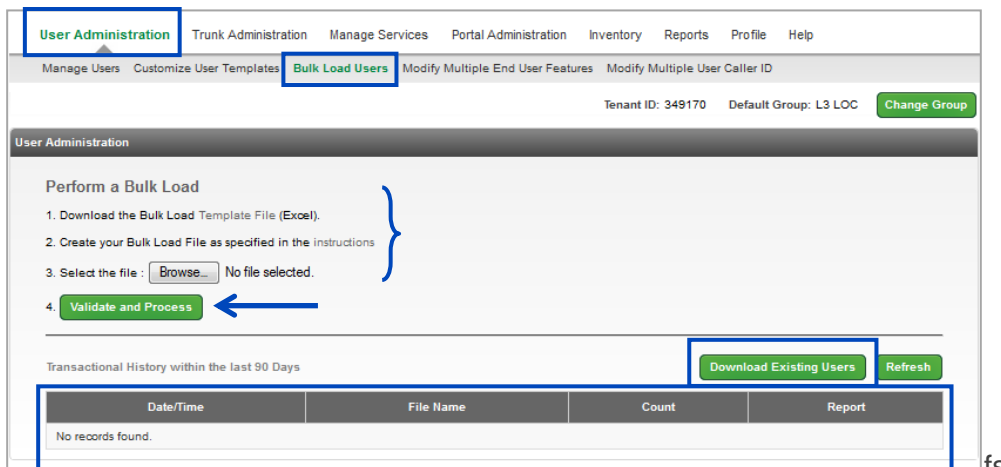 User Administration Trunk Administration Manage Services Portal Administration Inventory Reports Profile Help
Manage Users Customize User Templates Bulk Load Users Modify Multiple End User Features Modify Multiple User Caller ID
Tenant ID: 349170 Default Group: L3 LOC Change Group
User Administration
Perform a Bulk Load
1. Download the Bulk Load Template File (Excel).
2. Create your Bulk Load File as specified in the instructions
3. Select the file : Browse... No file selected.
4. Validate and Process
Transactional History within the last 90 Days Download Existing Users Refresh
Date/Time File Name Count Report
No records found.